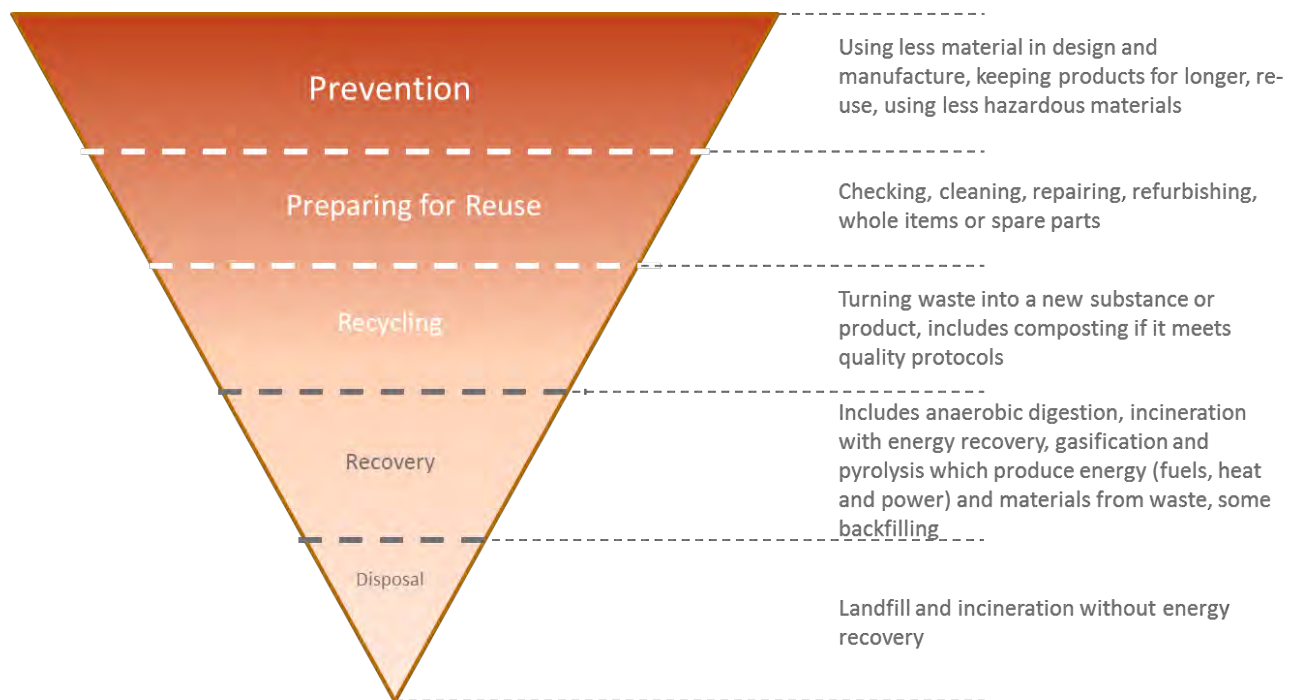 Prevention
Using less material in design and
manufacture, keeping products for longer, re-
use, using less hazardous materials
Preparing for Reuse
Checking, cleaning, repairing, refurbishing,
whole items or spare parts
Recycling
Turning waste into a new substance or
product, includes composting if it meets
quality protocols
Recovery
Includes anaerobic digestion, incineration
with energy recovery, gasification and
pyrolysis which produce energy (fuels, heat
and power) and materials from waste, some
backfilling
Disposal
Landfill and incineration without energy
recovery